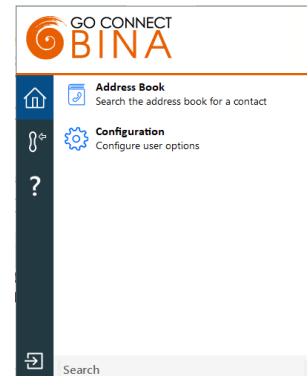 GO CONNECT
BINA
Address Book
Search the address book for a contact
Configuration
Configure user options
?
Search